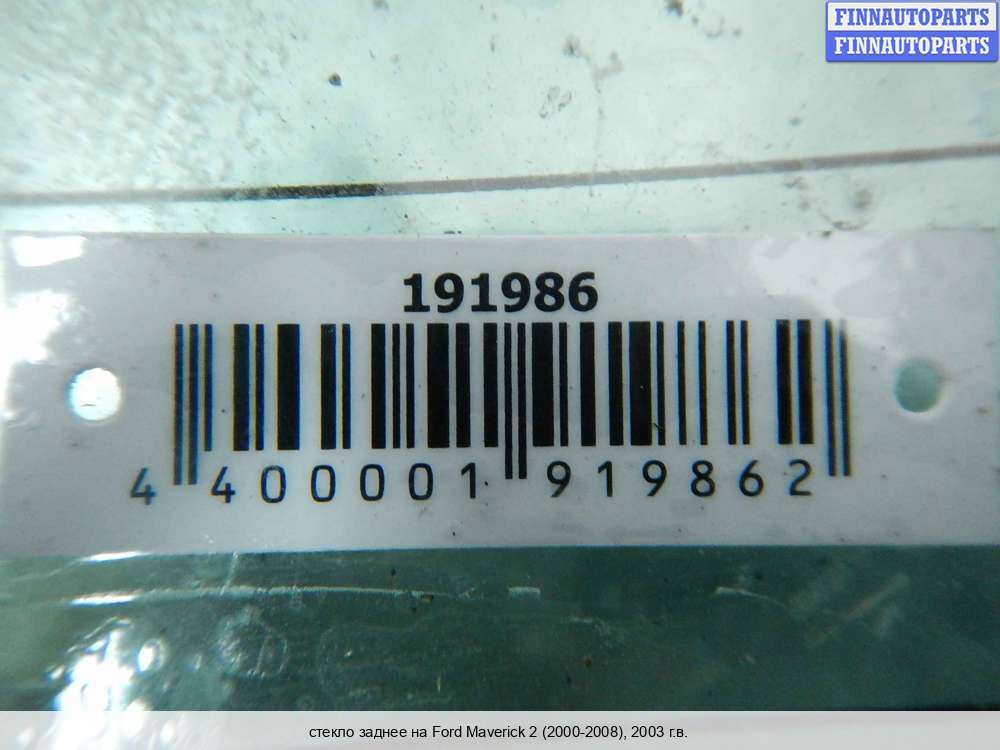 FINNAUTOPARTS
FINNAUTOPARTS
191986
4 400001 919862
стекло заднее на Ford Maverick 2 (2000-2008), 2003 г.в.